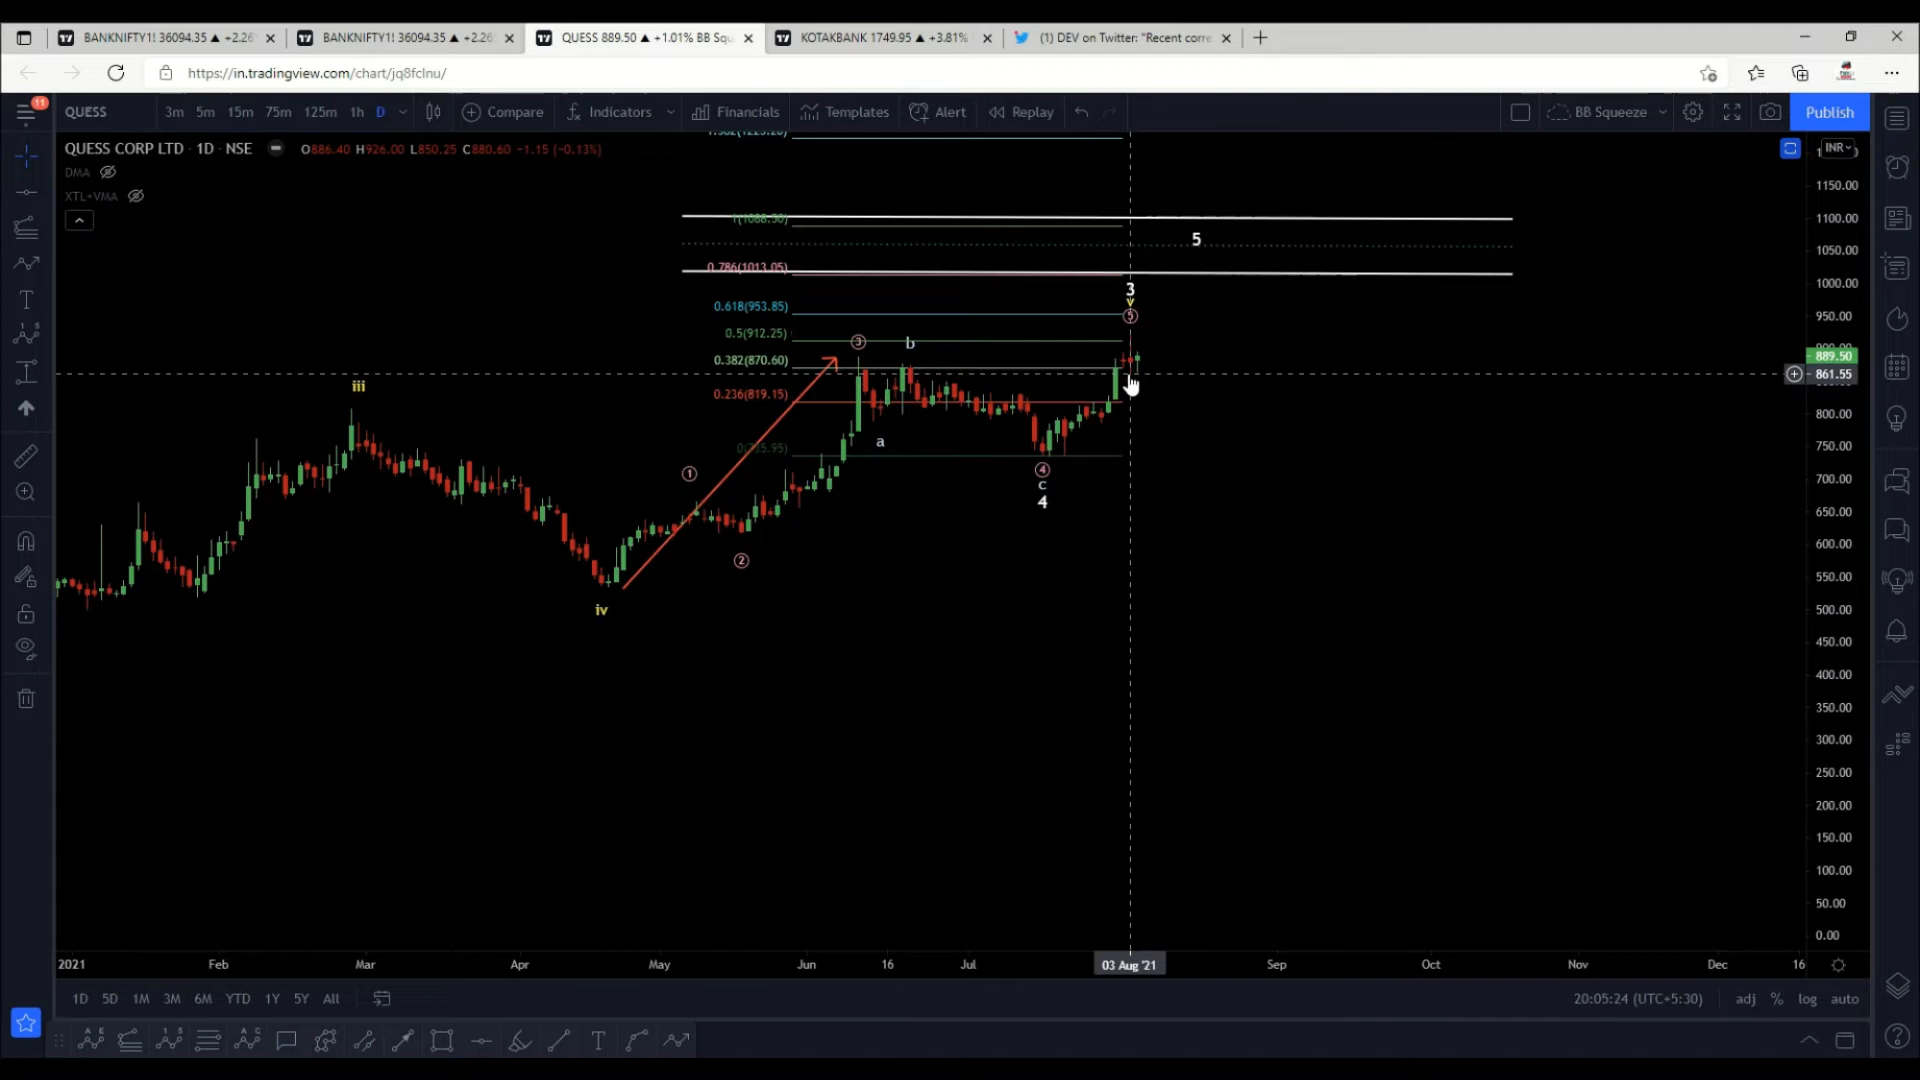 BANKNIFTY1! 36094.35 ▲ +2.26
BANKNIFTY1! 36094.35 ▲ +2.26
QUESS 889.50 ▲ +1.01% BB Squ
KOTAKBANK 1749.95 ▲ +3.81%
(1) DEV on Twitter: "Recent corre
https://in.tradingview.com/chart/jq8fclnu/
11
QUESS
3m 5m 15m 75m 125m 1h D
Compare
Indicators
Financials
Templates
Alert
Replay
BB Squeeze
Publish
QUESS CORP LTD · 1D · NSE
O886.40 H926.00 L850.25 C880.60 −1.15 (−0.13%)
INR
DMA
XTL+VMA
1150.00
1100.00
1050.00
1000.00
950.00
889.50
861.55
800.00
750.00
700.00
650.00
600.00
550.00
500.00
450.00
400.00
350.00
300.00
250.00
200.00
150.00
100.00
50.00
0.00
1(1088.50)
5
0.786(1013.05)
3
v
5
0.618(953.85)
0.5(912.25)
3
b
0.382(870.60)
iii
0.236(819.15)
a
1
4
c
4
2
iv
2021 Feb Mar Apr May Jun 16 Jul 03 Aug '21 Sep Oct Nov Dec 16
1D 5D 1M 3M 6M YTD 1Y 5Y All
20:05:24 (UTC+5:30)
adj % log auto